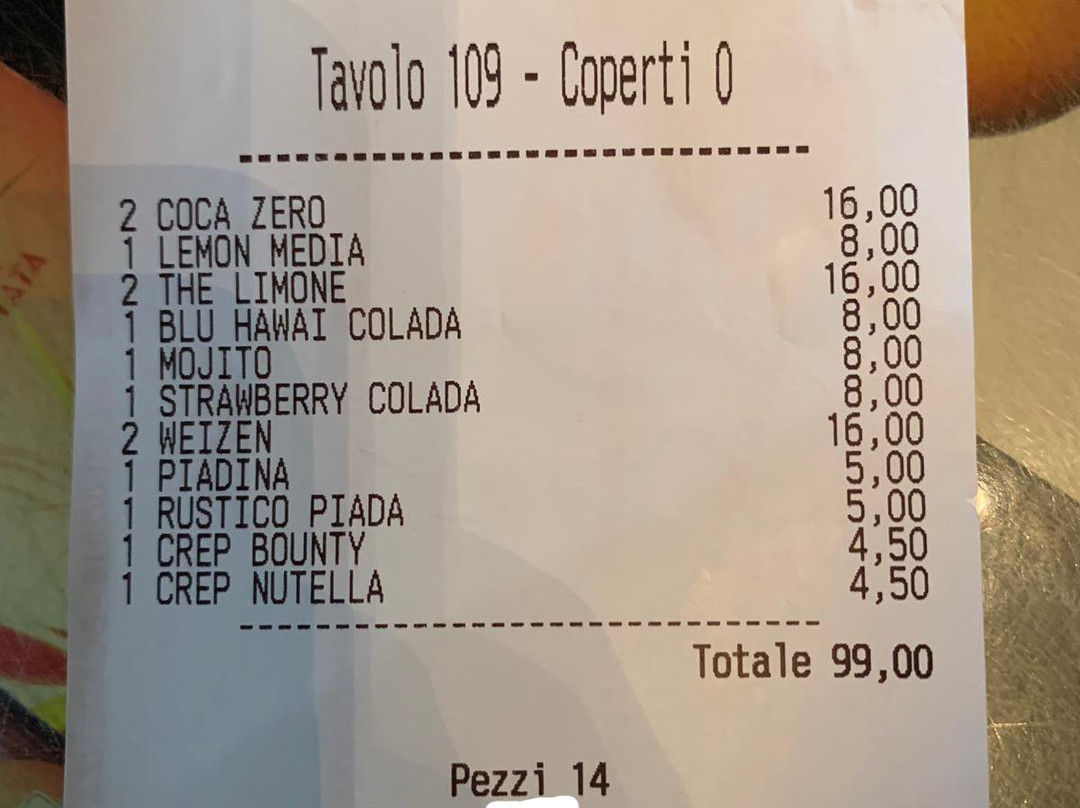 Tavolo 109 - Coperti 0
2 COCA ZERO 16,00
1 LEMON MEDIA 8,00
2 THE LIMONE 16,00
1 BLU HAWAI COLADA 8,00
1 MOJITO 8,00
1 STRAWBERRY COLADA 8,00
2 WEIZEN 16,00
1 PIADINA 5,00
1 RUSTICO PIADA 5,00
1 CREP BOUNTY 4,50
1 CREP NUTELLA 4,50
Totale 99,00
Pezzi 14